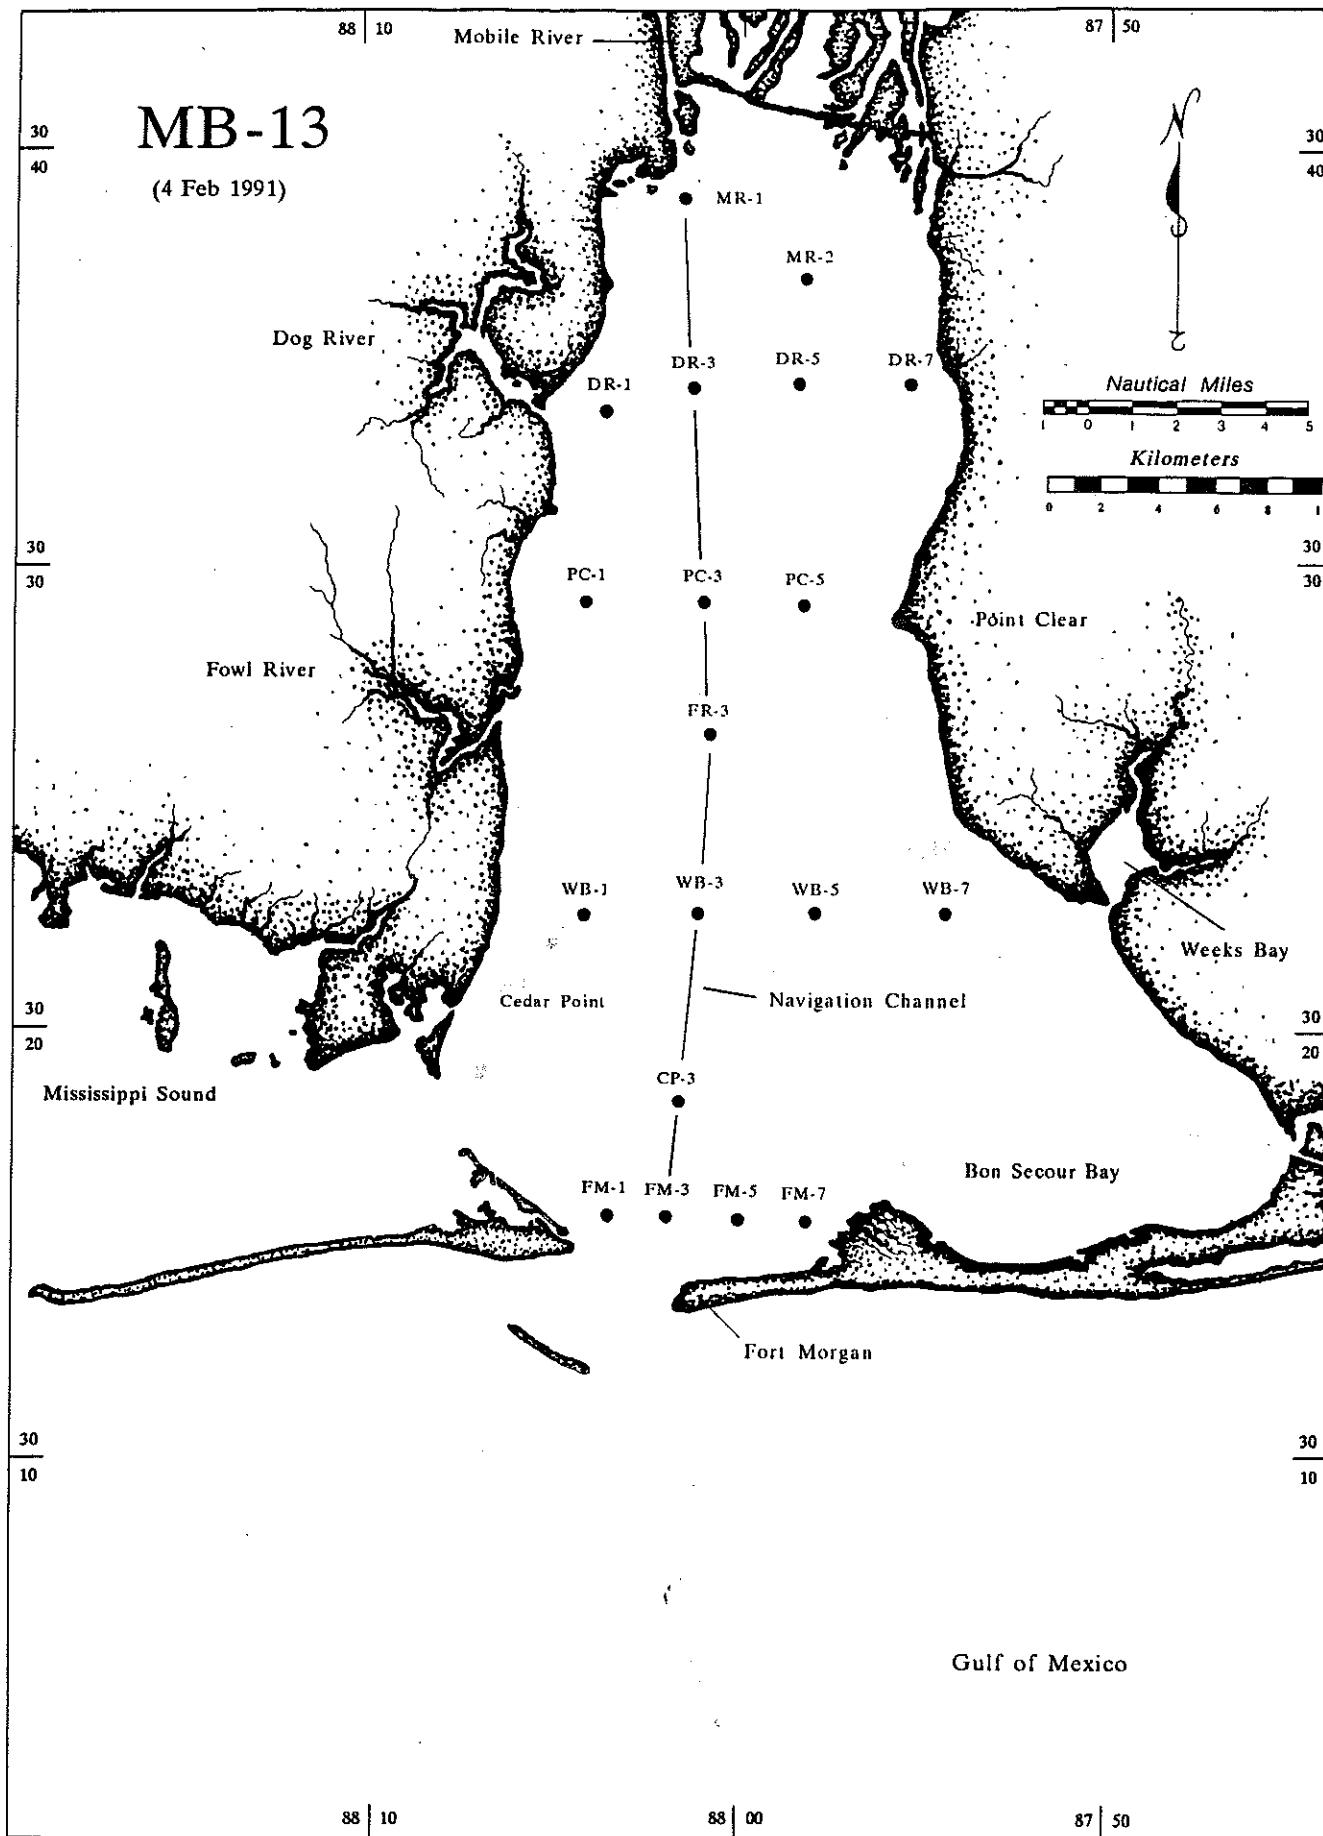 88 10
87 50
Mobile River
MB-13
(4 Feb 1991)
N
30
40
30
40
MR-1
MR-2
Dog River
DR-1
DR-3
DR-5
DR-7
Nautical Miles
1 0 1 2 3 4 5
Kilometers
0 2 4 6 8 1
30
30
30
30
PC-1
PC-3
PC-5
Point Clear
Fowl River
FR-3
WB-1
WB-3
WB-5
WB-7
Weeks Bay
Cedar Point
Navigation Channel
30
20
30
20
Mississippi Sound
CP-3
Bon Secour Bay
FM-1
FM-3
FM-5
FM-7
Fort Morgan
30
10
30
10
Gulf of Mexico
88 10
88 00
87 50